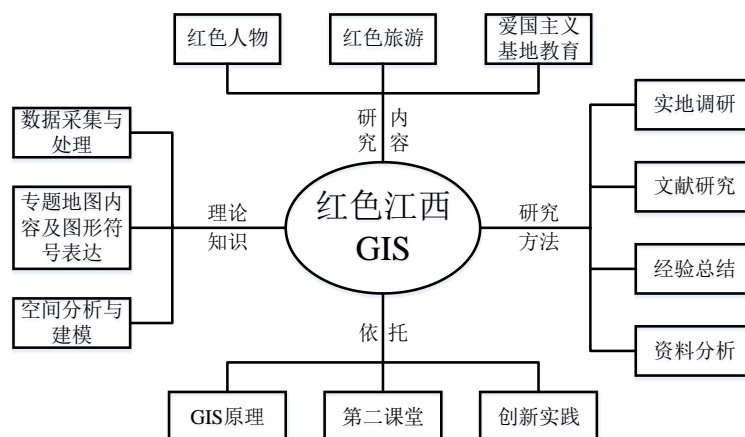 红色人物
红色旅游
爱国主义
基地教育
研究
内容
数据采集与
处理
专题地图内
容及图形符
号表达
空间分析与
建模
理论
知识
红色江西
GIS
研究
方法
实地调研
文献研究
经验总结
资料分析
依托
GIS原理
第二课堂
创新实践